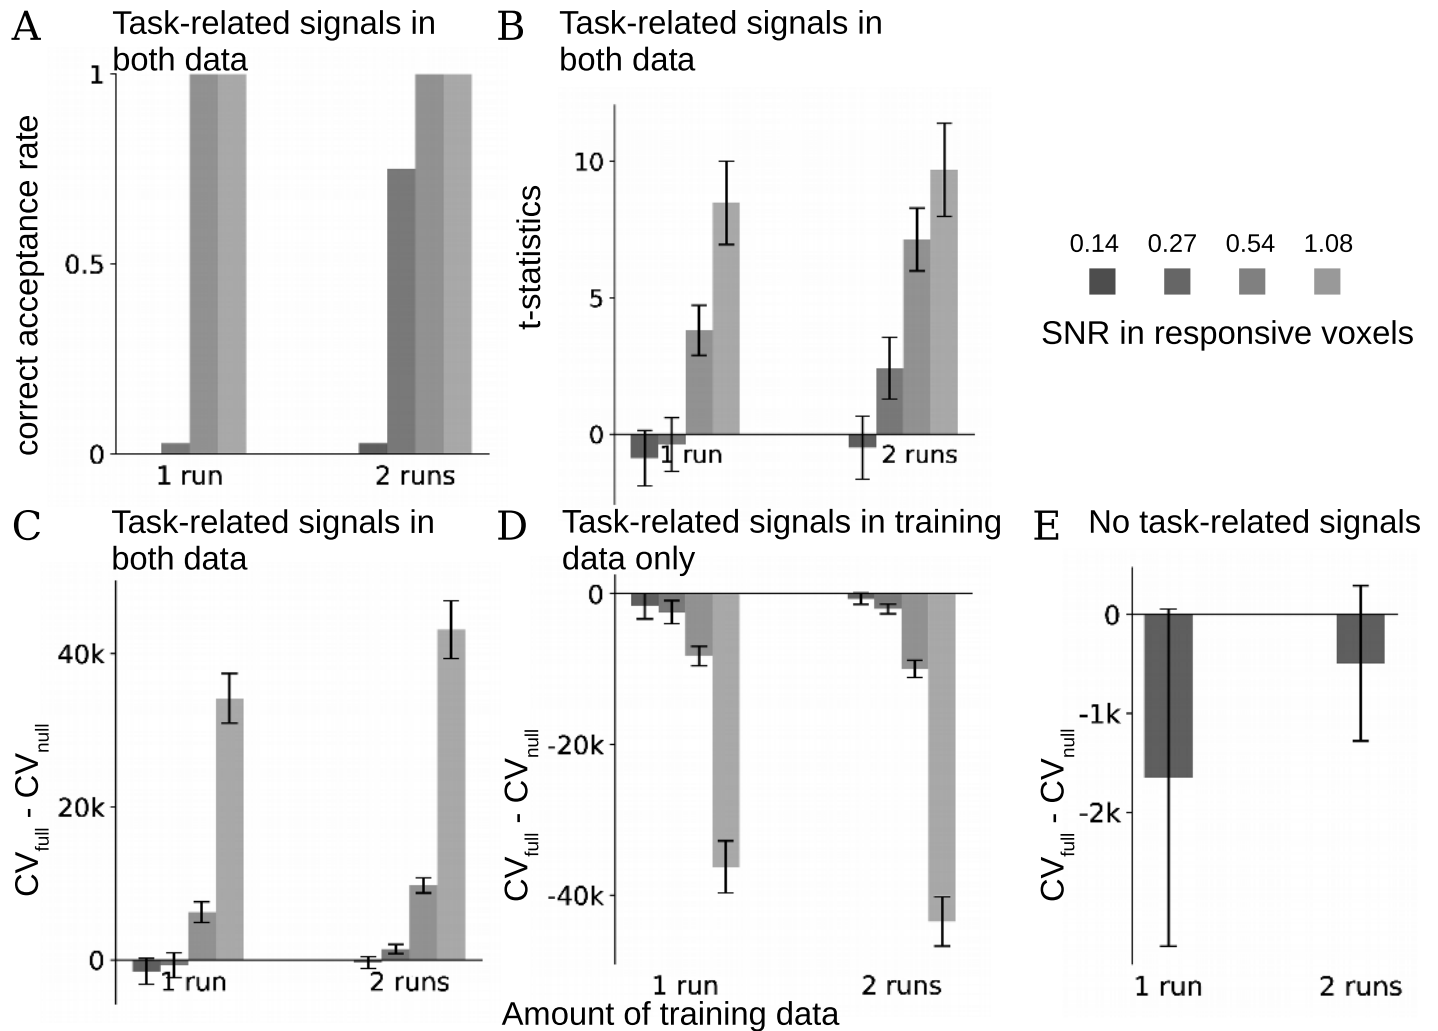 A Task-related signals in
both data
1
0.5
0
correct acceptance rate
1 run 2 runs
B Task-related signals in
both data
10
5
0
t-statistics
1 run 2 runs
0.14 0.27 0.54 1.08
SNR in responsive voxels
C Task-related signals in
both data
40k
20k
0
CVfull - CVnull
1 run 2 runs
D Task-related signals in training
data only
0
-20k
-40k
CVfull - CVnull
1 run 2 runs
E No task-related signals
0
-1k
-2k
CVfull - CVnull
1 run 2 runs
Amount of training data